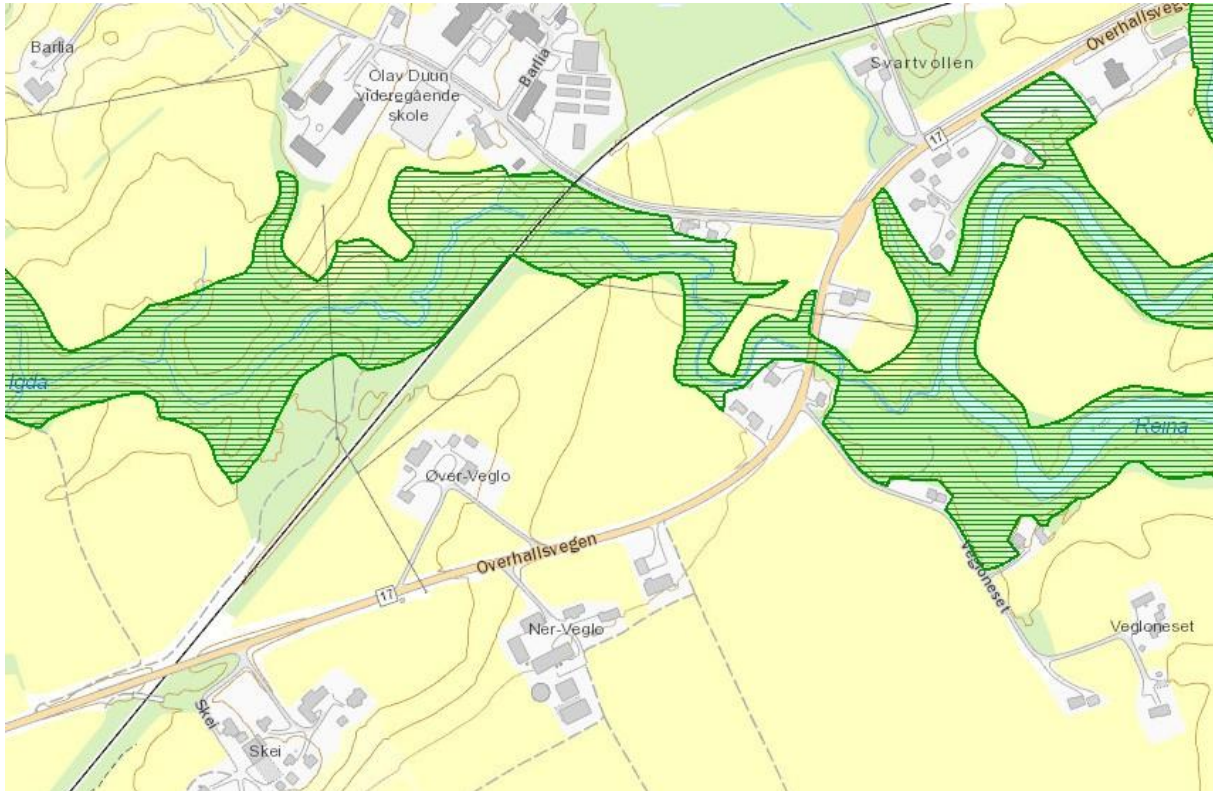 Overhallsvegen
Barlia
Barlia
Svartvollen
Olav Duun
videregående
skole
17
Igda
Reina
Øver-Veglo
Overhallsvegen
17
Vegloneset
Ner-Veglo
Vegloneset
Skei
Skei